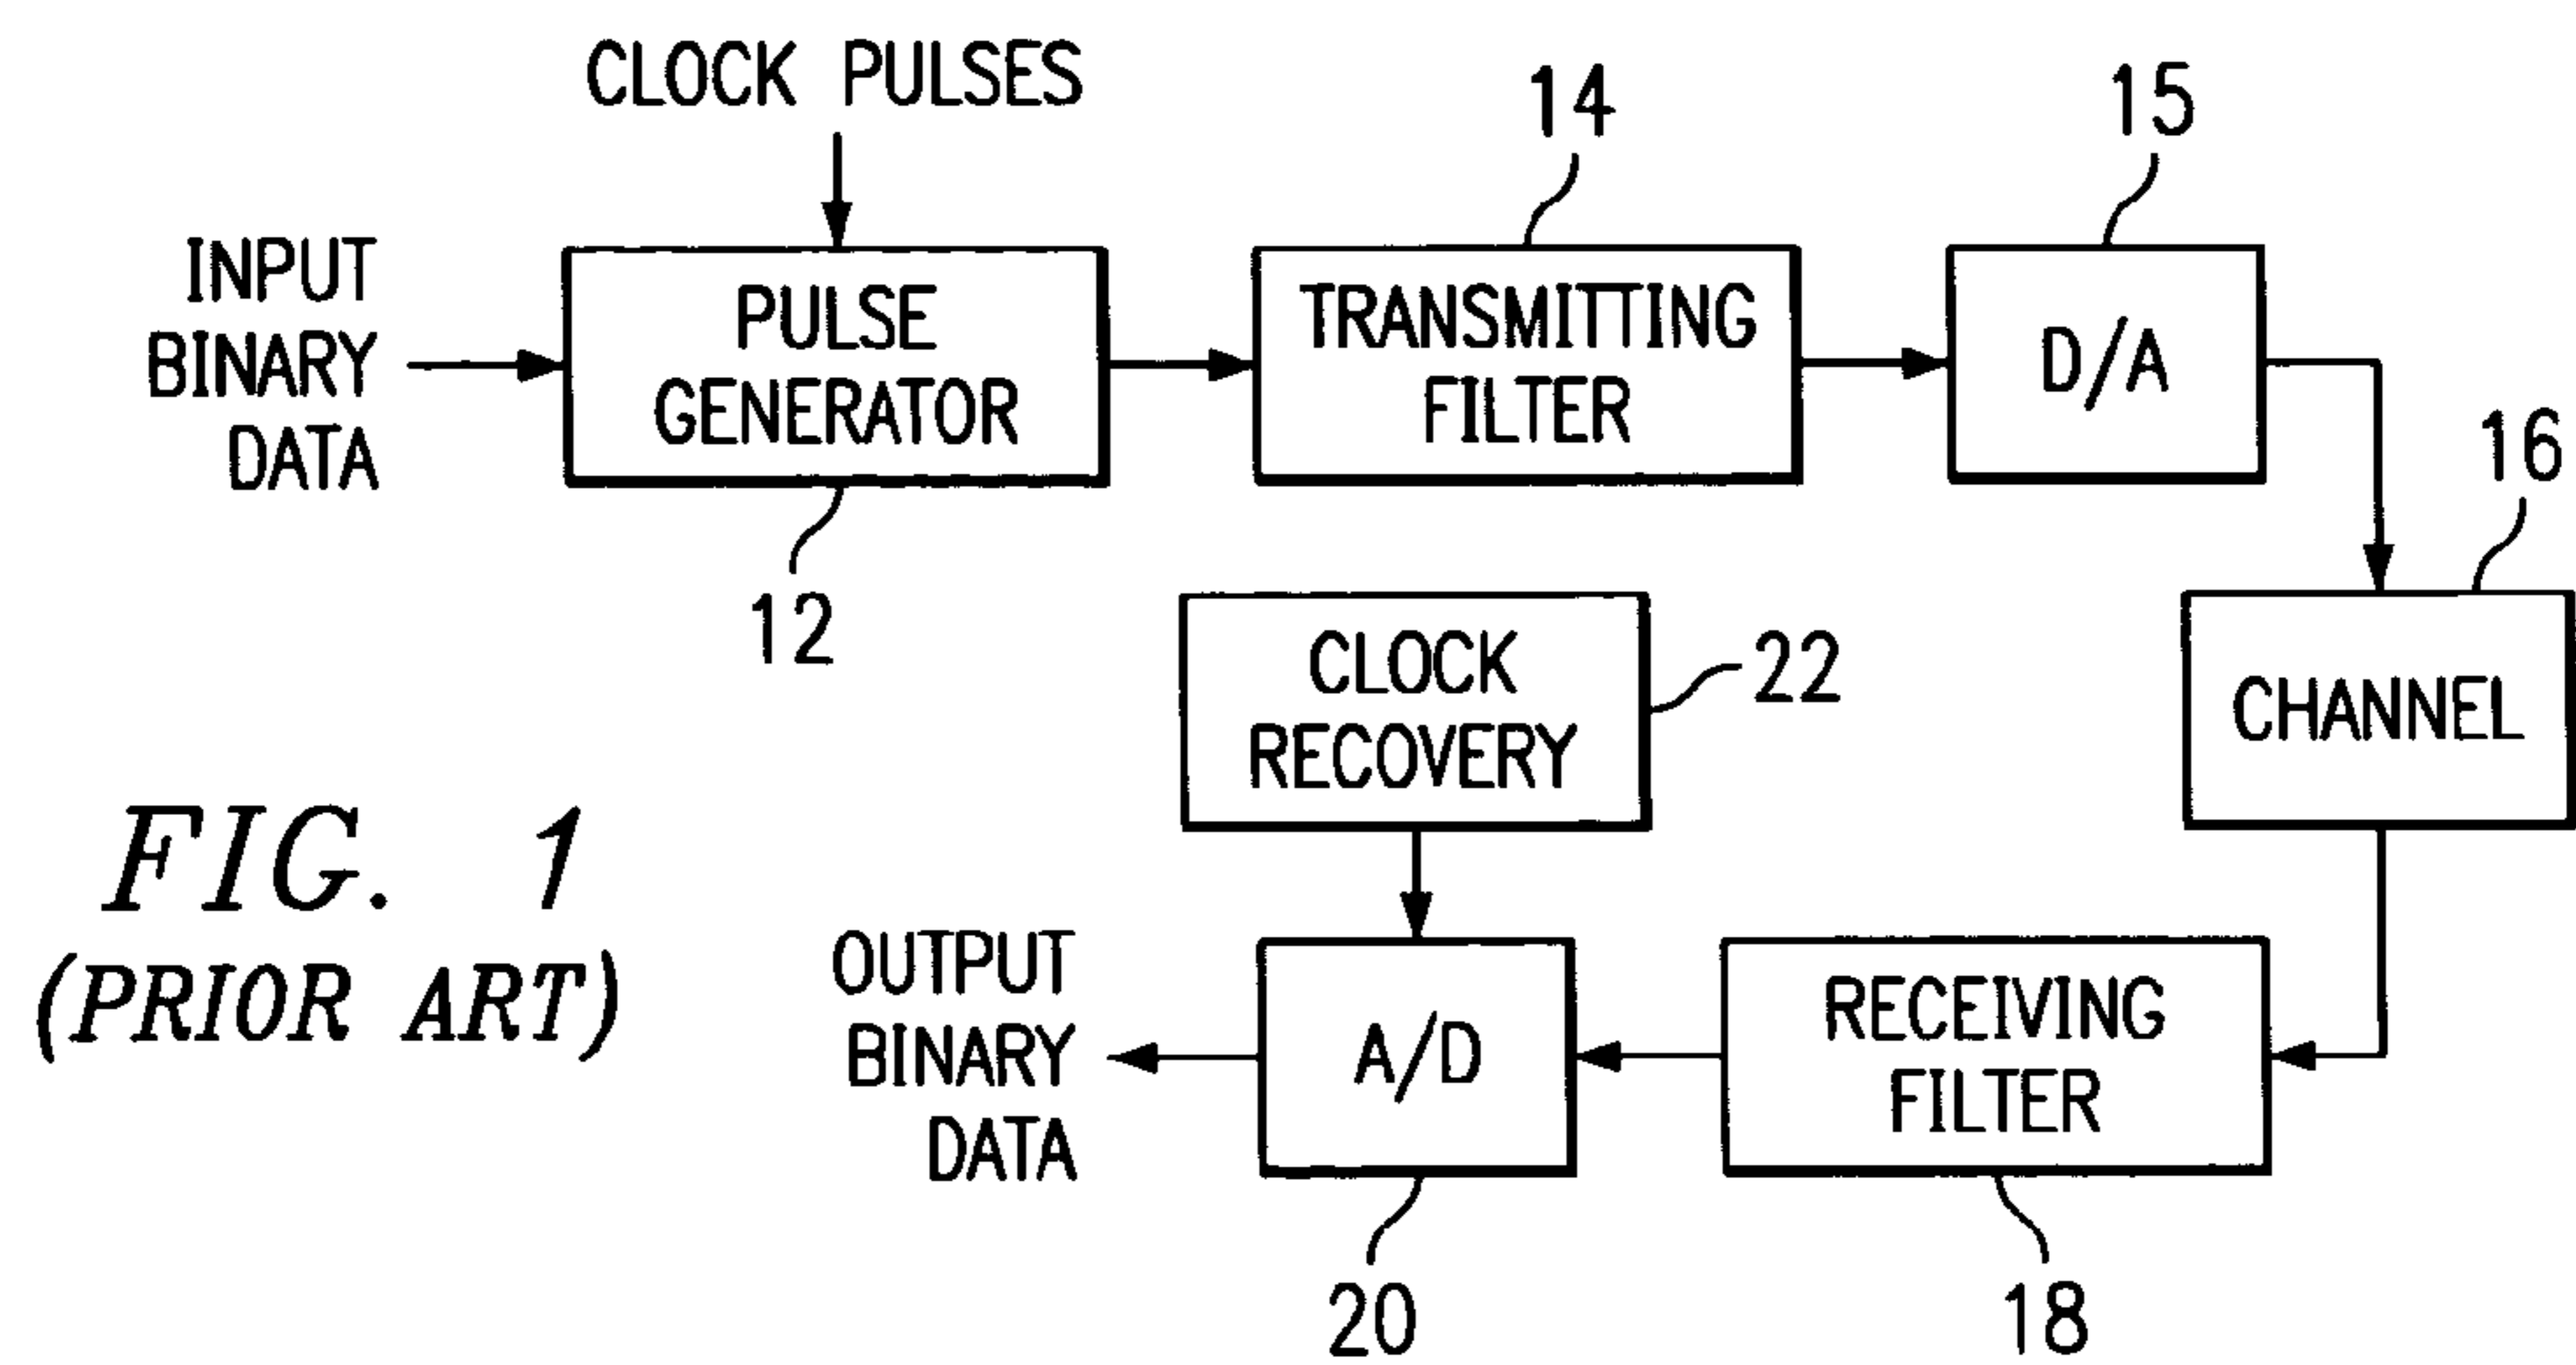 CLOCK PULSES
14
15
INPUT
BINARY
DATA
PULSE
GENERATOR
TRANSMITTING
FILTER
D/A
16
12
CLOCK
RECOVERY
22
CHANNEL
FIG. 1
(PRIOR ART)
OUTPUT
BINARY
DATA
A/D
RECEIVING
FILTER
20
18